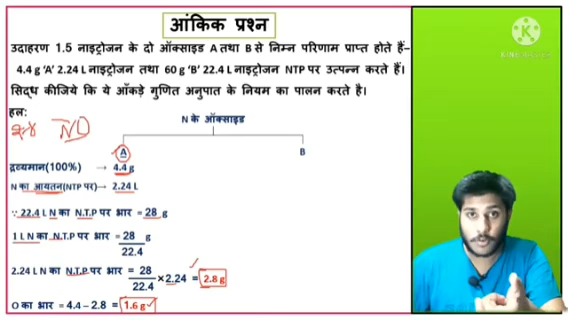 आंकिक प्रश्न
उदाहरण 1.5 नाइट्रोजन के दो ऑक्साइड A तथा B से निम्न परिणाम प्राप्त होते हैं–
4.4 g 'A' 2.24 L नाइट्रोजन तथा 60 g 'B' 22.4 L नाइट्रोजन NTP पर उत्पन्न करते हैं।
सिद्ध कीजिये कि ये आँकड़े गुणित अनुपात के नियम का पालन करते है।
हल:
N के ऑक्साइड
A B
द्रव्यमान(100%) → 4.4 g
N का आयतन(NTP पर)→ 2.24 L
∵ 22.4 L N का N.T.P पर भार = 28 g
1 L N का N.T.P पर भार = 28/22.4 g
2.24 L N का N.T.P पर भार = 28/22.4 × 2.24 = 2.8 g
O का भार = 4.4 – 2.8 = 1.6 g
KINEMASTER